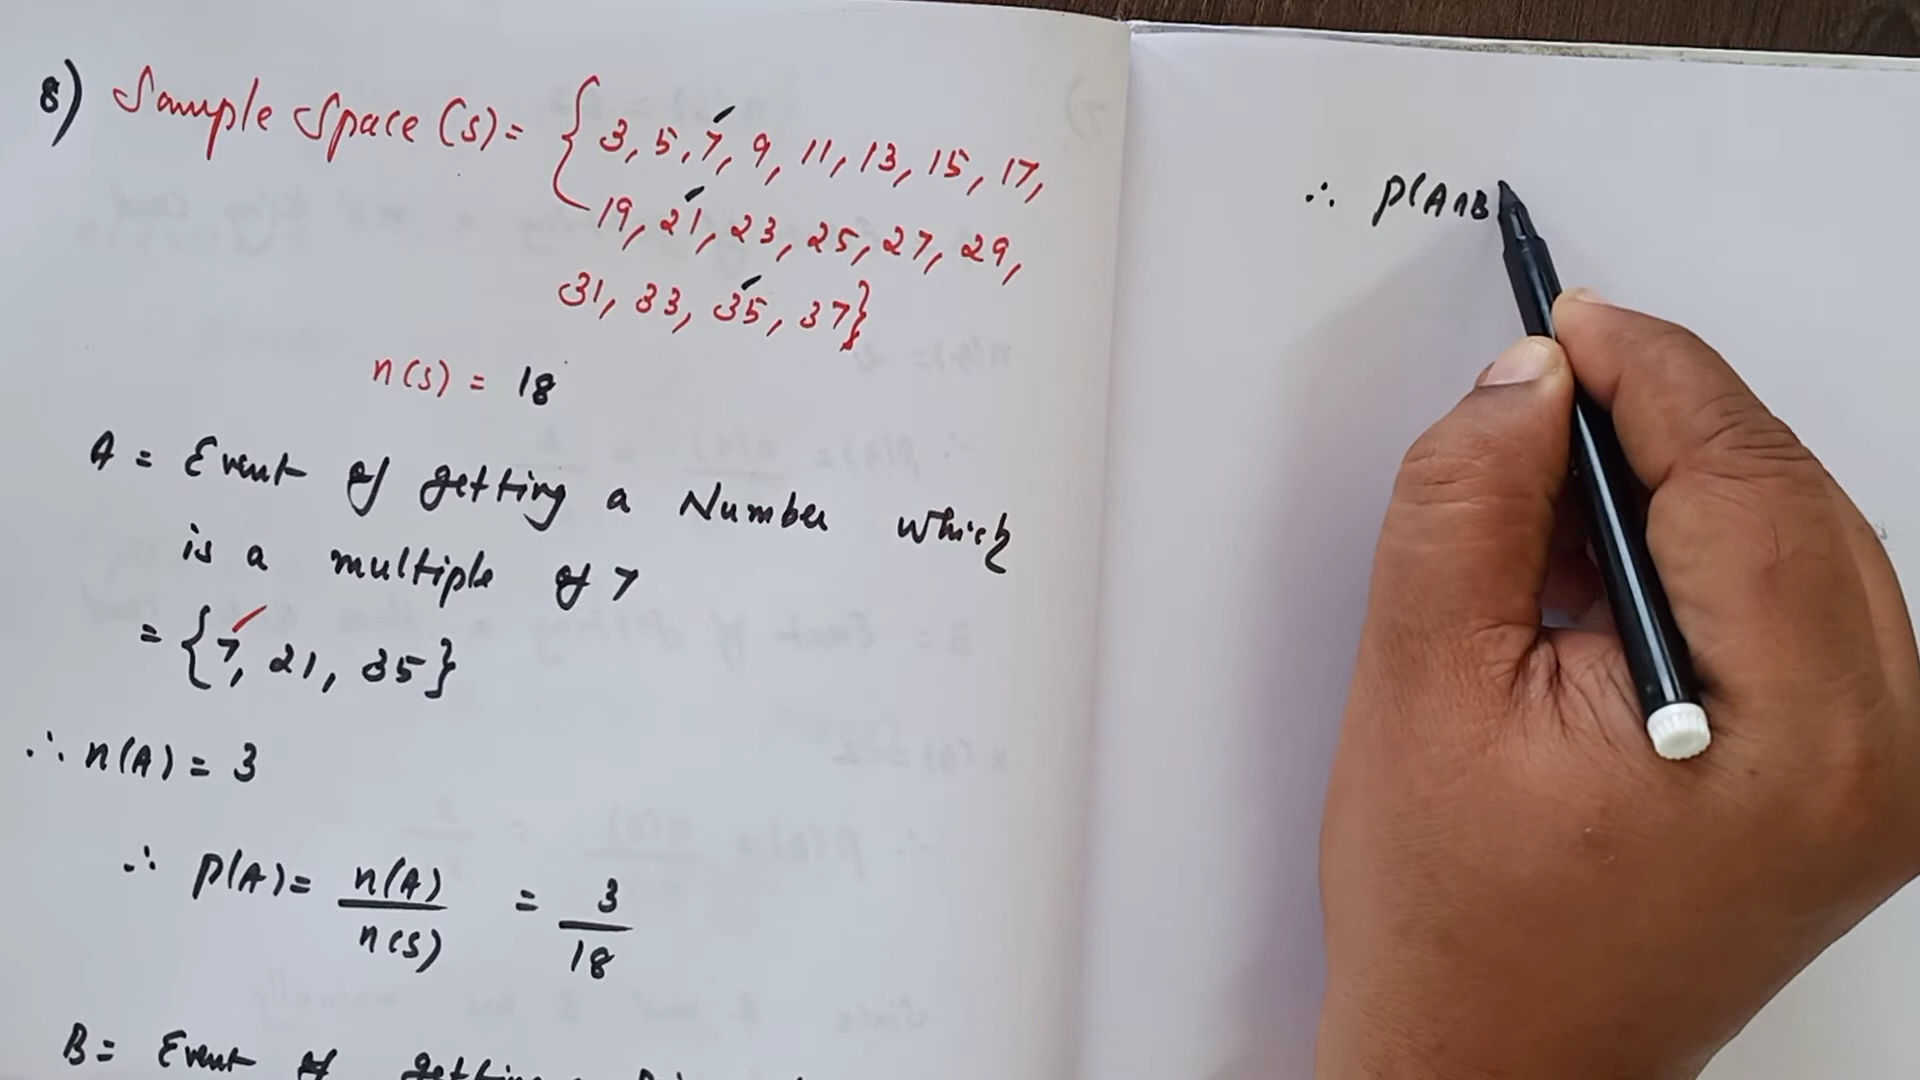 8) Sample Space (S) = { 3, 5, 7, 9, 11, 13, 15, 17,
19, 21, 23, 25, 27, 29,
31, 33, 35, 37}
n(S) = 18
A = Event of getting a Number which
is a multiple of 7
= {7, 21, 35}
∴ n(A) = 3
∴ P(A) = n(A)/n(S) = 3/18
B = Event of getting
∴ P(A∩B